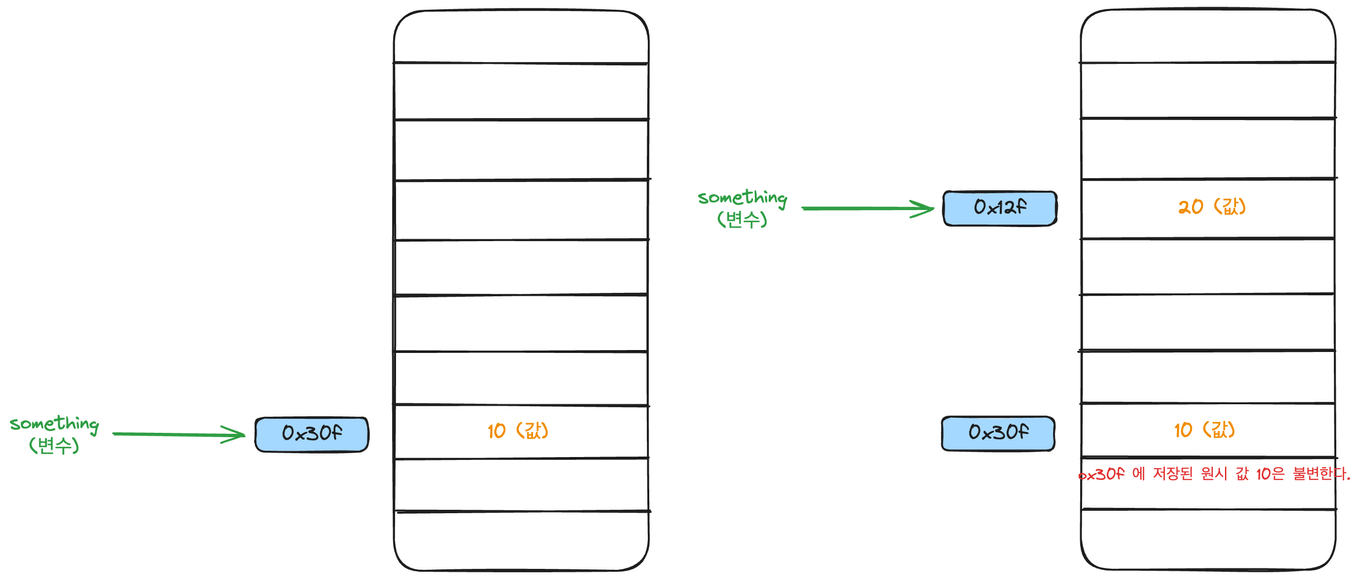 something
(변수)
0x30f
10 (값)
something
(변수)
0x12f
20 (값)
0x30f
10 (값)
0x30f 에 저장된 원시 값 10은 불변한다.